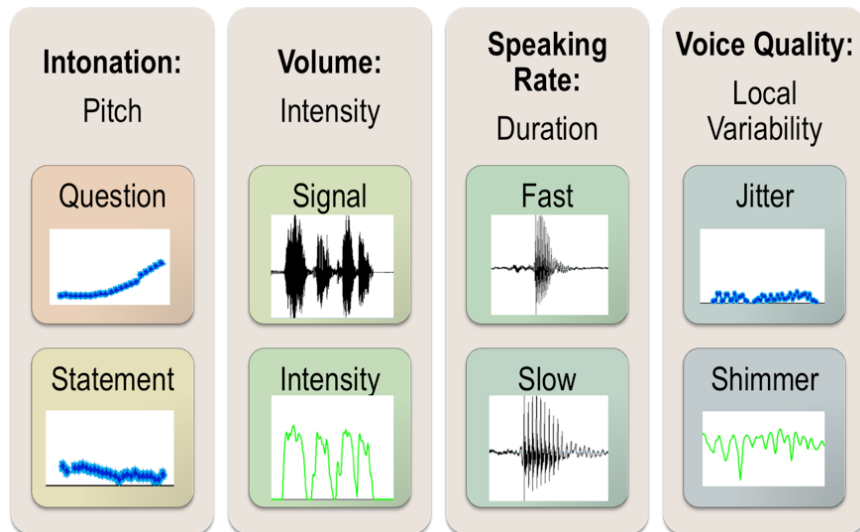 Intonation:
Pitch
Question
Statement
Volume:
Intensity
Signal
Intensity
Speaking
Rate:
Duration
Fast
Slow
Voice Quality:
Local
Variability
Jitter
Shimmer